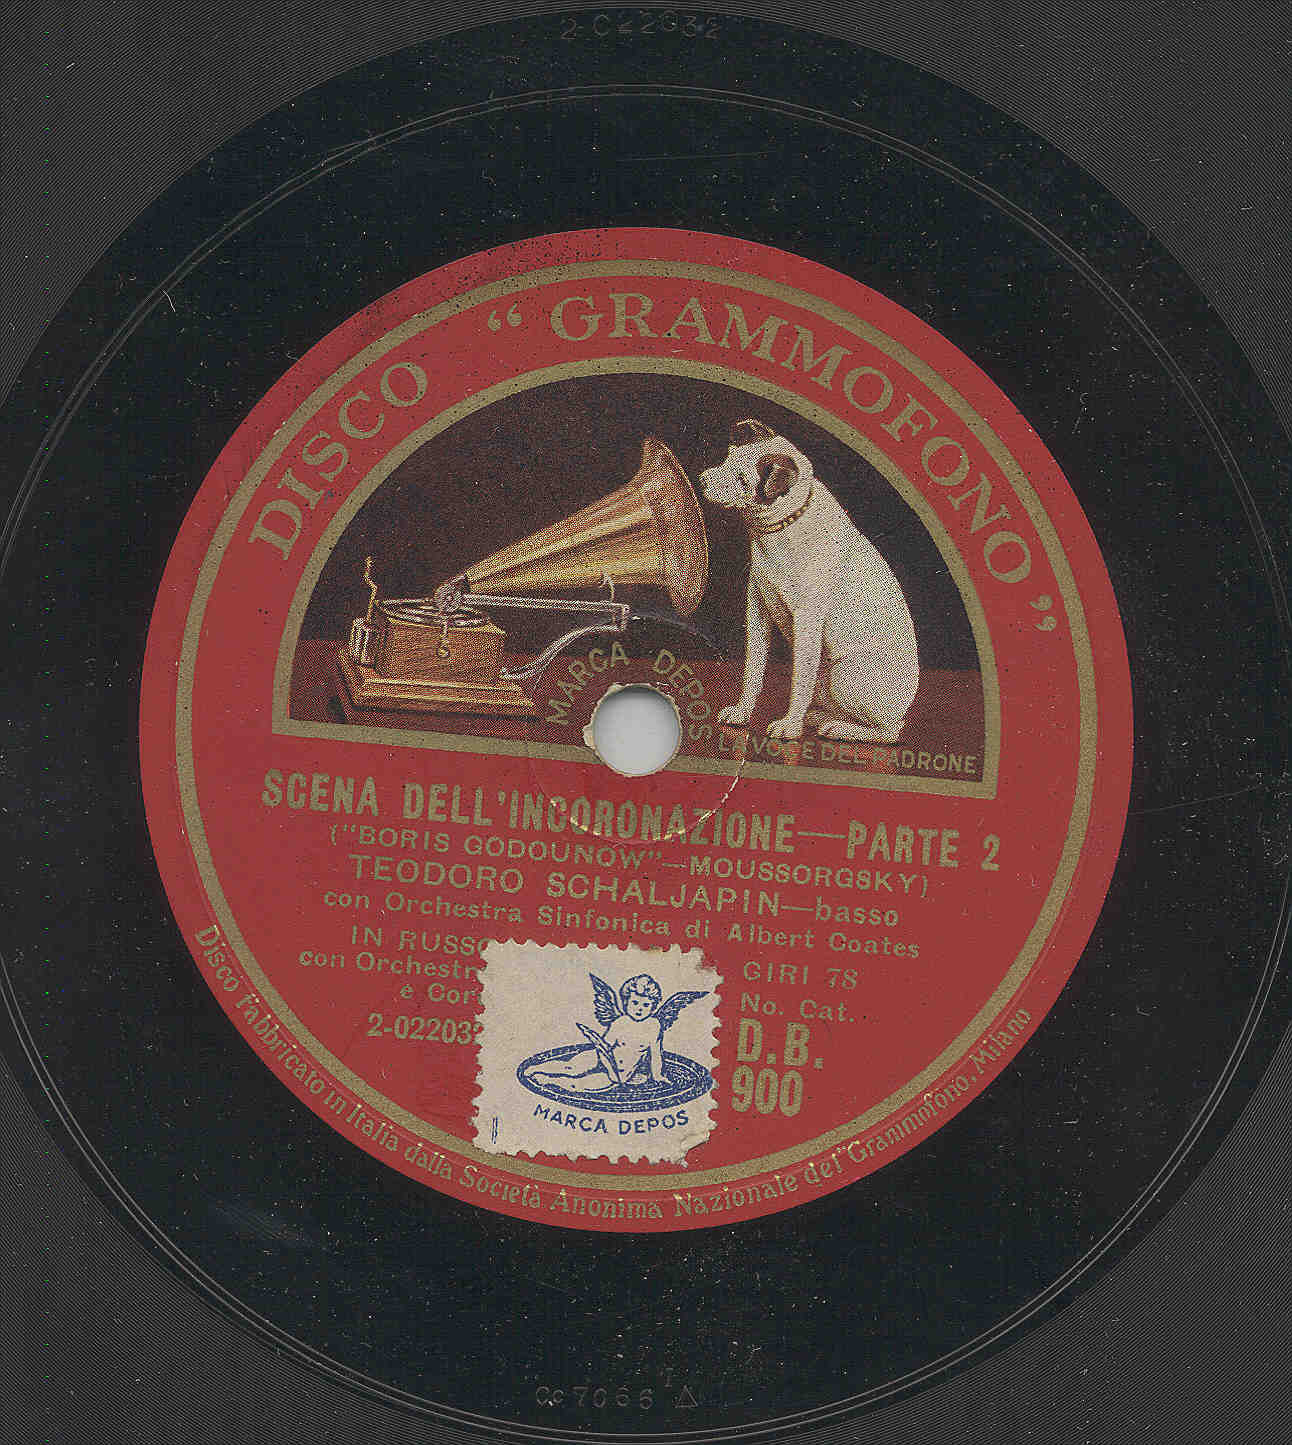 2-022032
DISCO “GRAMMOFONO”
MARCA DEPOS
LA VOCE DEL PADRONE
SCENA DELL'INCORONAZIONE—PARTE 2
(“BORIS GODOUNOW”—MOUSSORGSKY)
TEODORO SCHALJAPIN—basso
con Orchestra Sinfonica di Albert Coates
IN RUSSO
con Orchestr
e Cor
2-022032
GIRI 78
No. Cat.
D.B.
900
MARCA DEPOS
Disco Fabbricato in Italia dalla Società Anonima Nazionale del “Grammofono, Milano
Cc 7066 I △